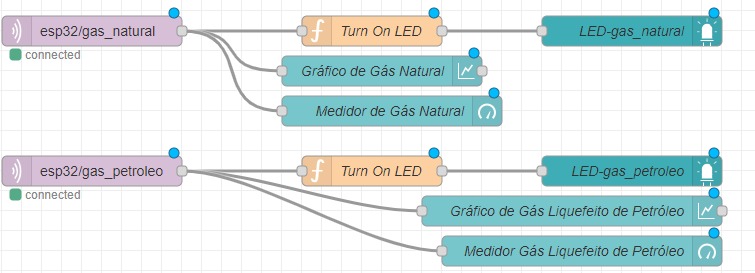 esp32/gas_natural
Turn On LED
LED-gas_natural
connected
Gráfico de Gás Natural
Medidor de Gás Natural
esp32/gas_petroleo
Turn On LED
LED-gas_petroleo
connected
Gráfico de Gás Liquefeito de Petróleo
Medidor Gás Liquefeito de Petróleo